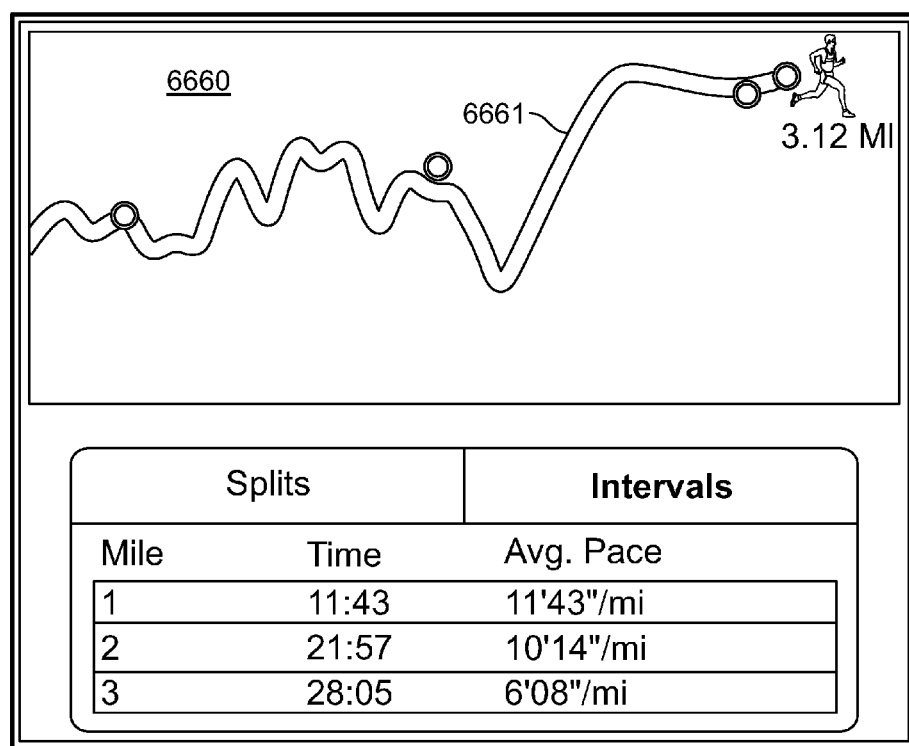 6660
6661
3.12 MI
Splits Intervals
Mile Time Avg. Pace
1 11:43 11'43"/mi
2 21:57 10'14"/mi
3 28:05 6'08"/mi